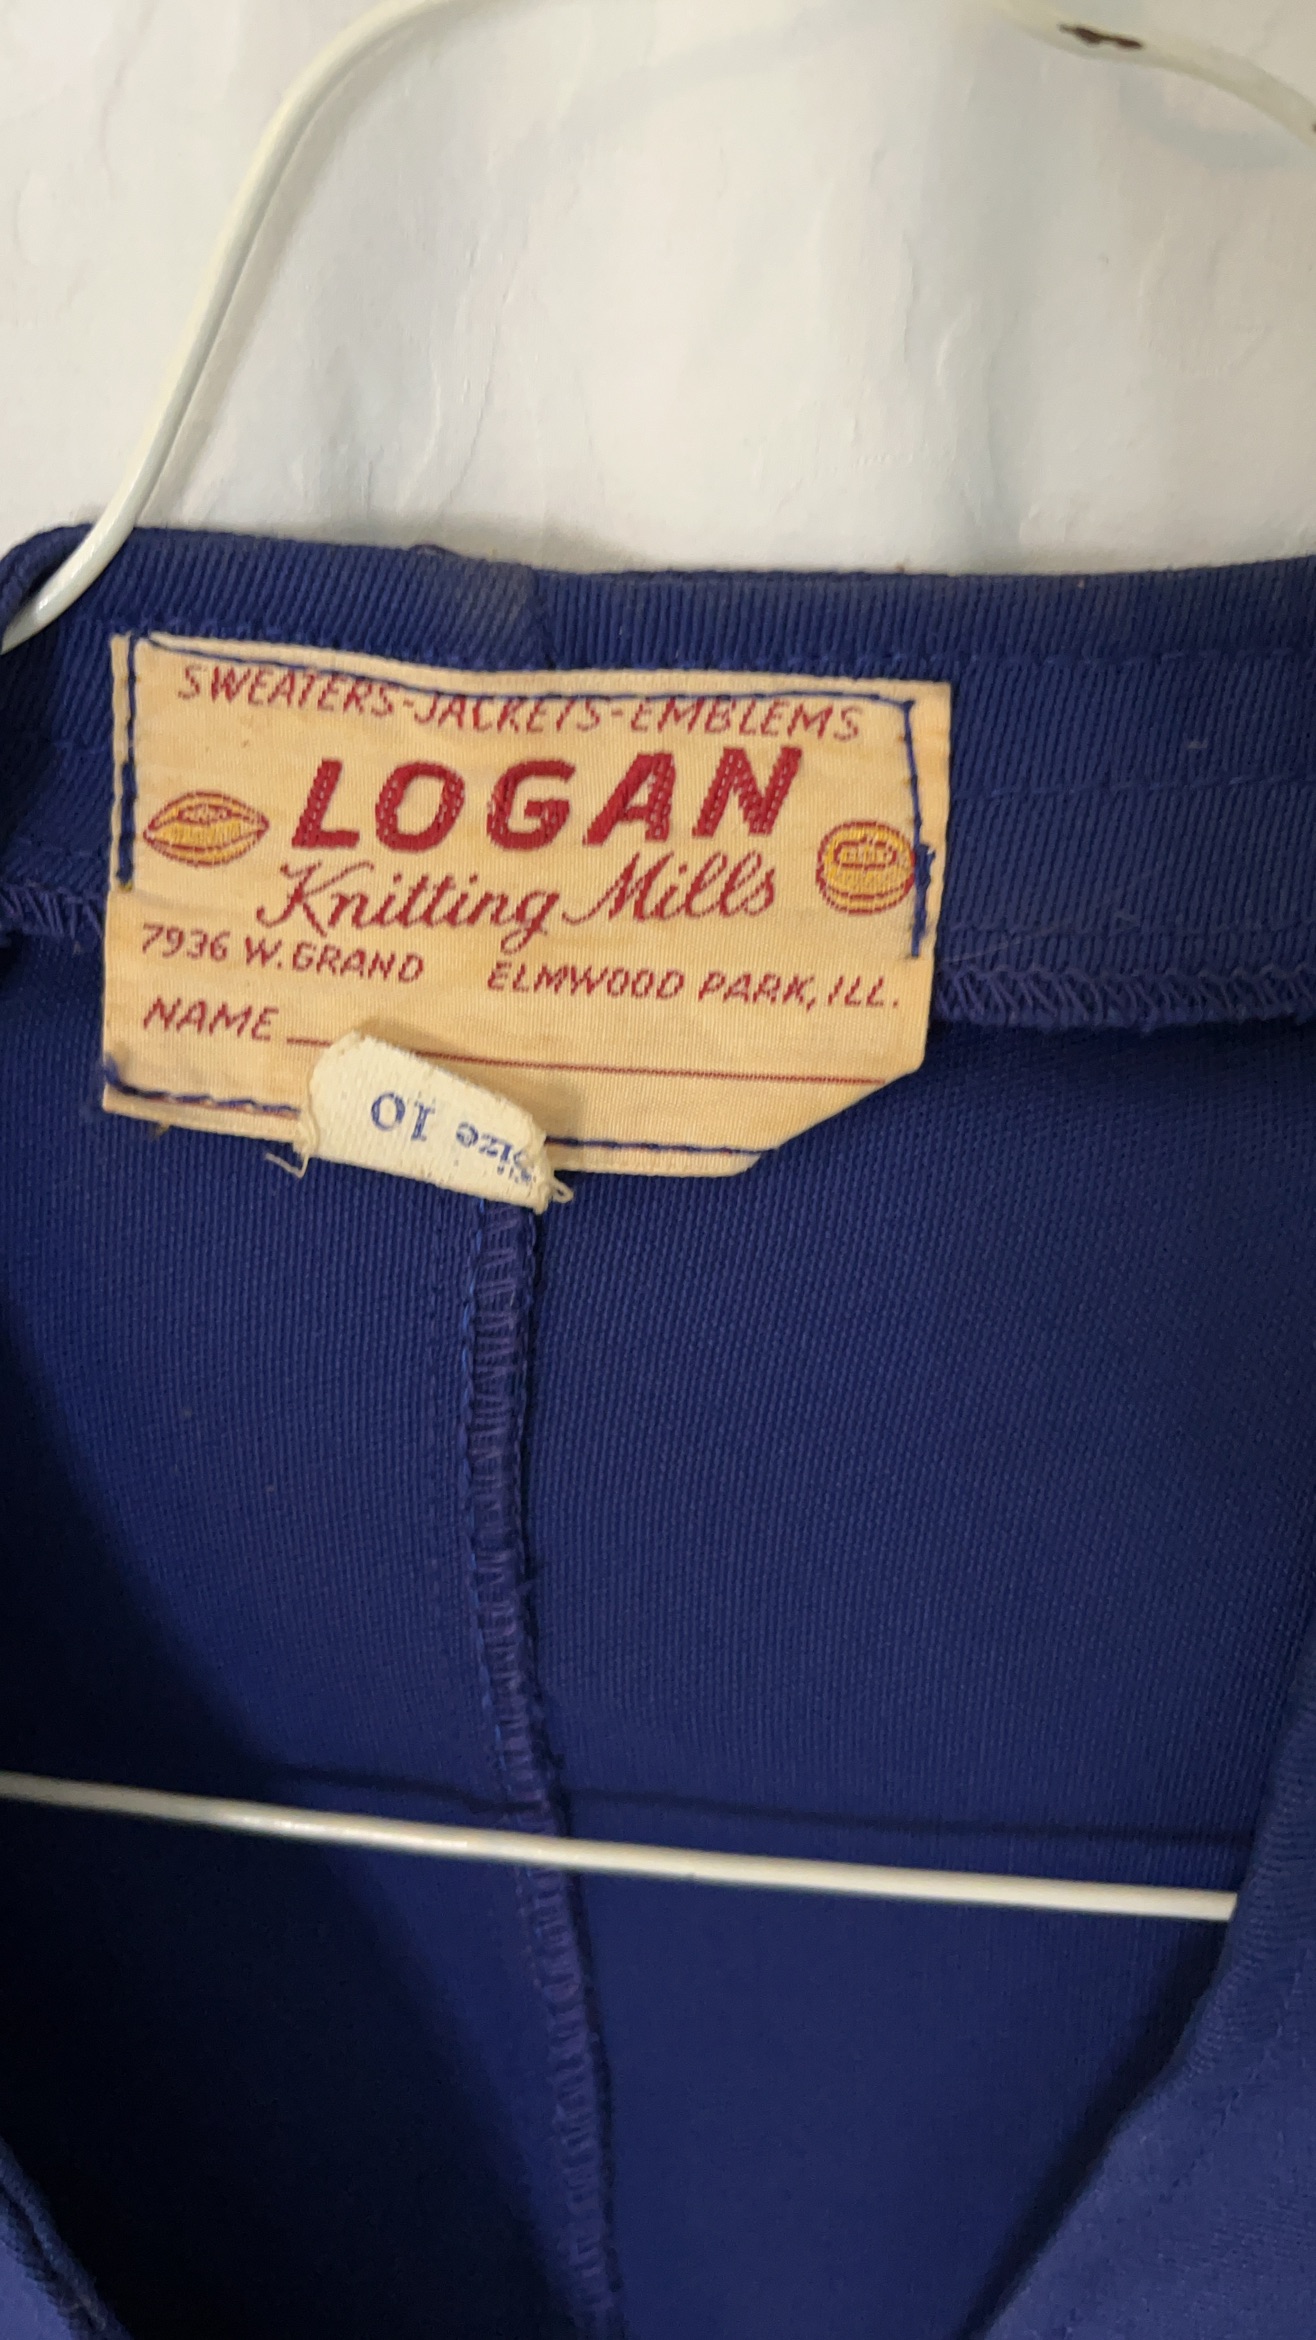 SWEATERS-JACKETS-EMBLEMS
LOGAN
Knitting Mills
7936 W. GRAND ELMWOOD PARK, ILL.
NAME
Size 10